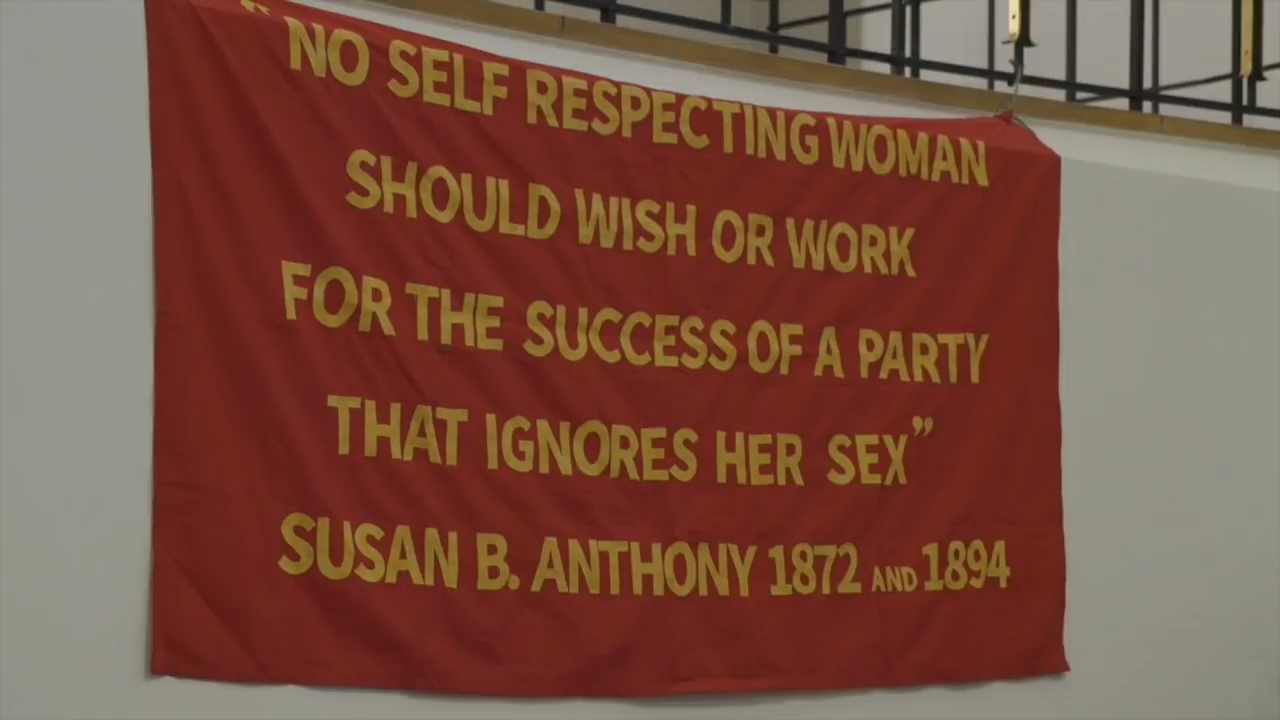 “NO SELF RESPECTING WOMAN
SHOULD WISH OR WORK
FOR THE SUCCESS OF A PARTY
THAT IGNORES HER SEX”
SUSAN B. ANTHONY 1872 AND 1894